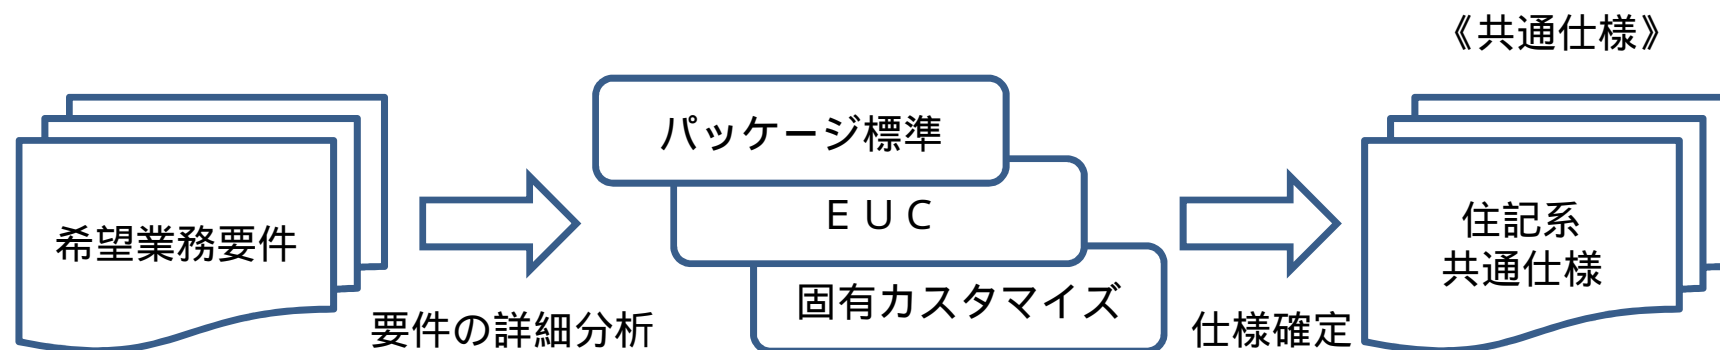 《共通仕様》
希望業務要件
要件の詳細分析
パッケージ標準
ＥＵＣ
固有カスタマイズ
仕様確定
住記系
共通仕様